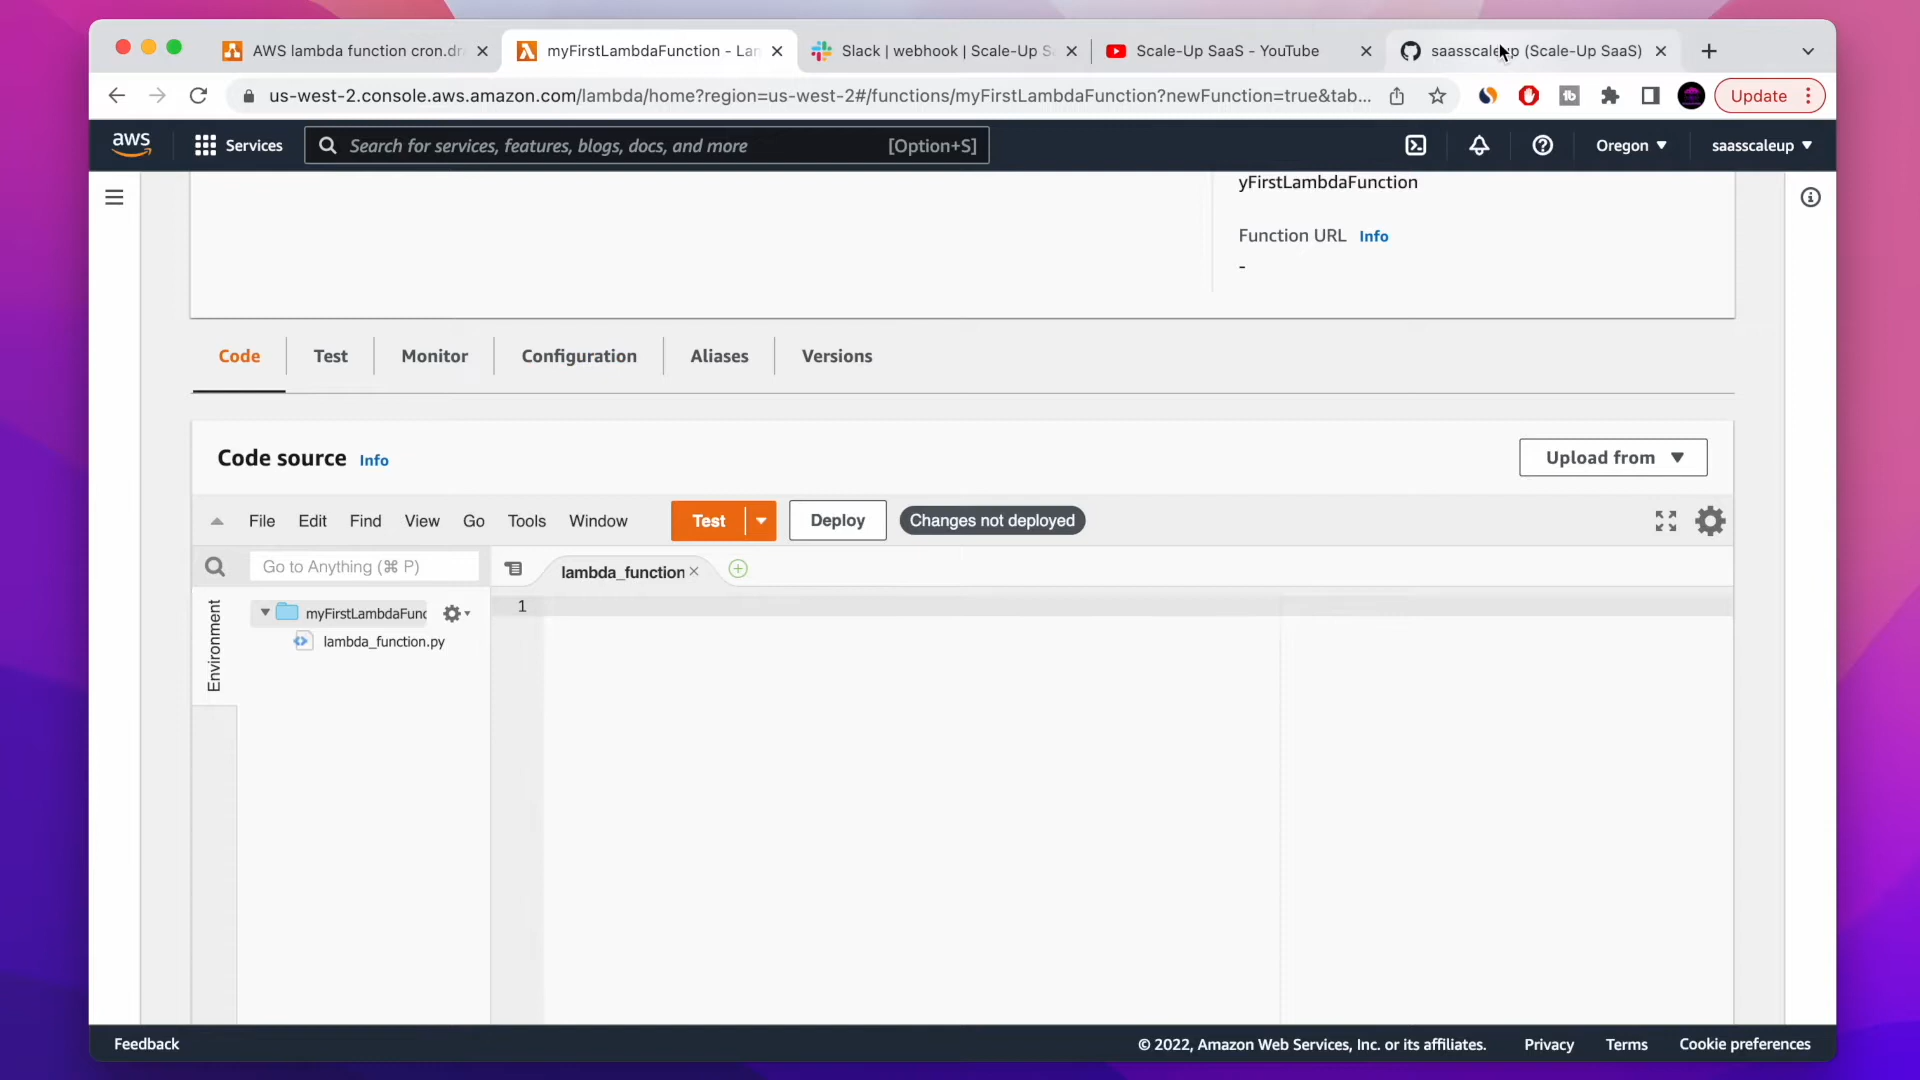 AWS lambda function cron.dr
myFirstLambdaFunction - Lar
Slack | webhook | Scale-Up S
Scale-Up SaaS - YouTube
saasscaleup (Scale-Up SaaS)
us-west-2.console.aws.amazon.com/lambda/home?region=us-west-2#/functions/myFirstLambdaFunction?newFunction=true&tab...
Update
aws
Services
Search for services, features, blogs, docs, and more
[Option+S]
Oregon
saasscaleup
yFirstLambdaFunction
Function URL Info
-
Code
Test
Monitor
Configuration
Aliases
Versions
Code source Info
Upload from
File
Edit
Find
View
Go
Tools
Window
Test
Deploy
Changes not deployed
Go to Anything (⌘ P)
lambda_function
1
Environment
myFirstLambdaFunc
lambda_function.py
Feedback
© 2022, Amazon Web Services, Inc. or its affiliates.
Privacy
Terms
Cookie preferences